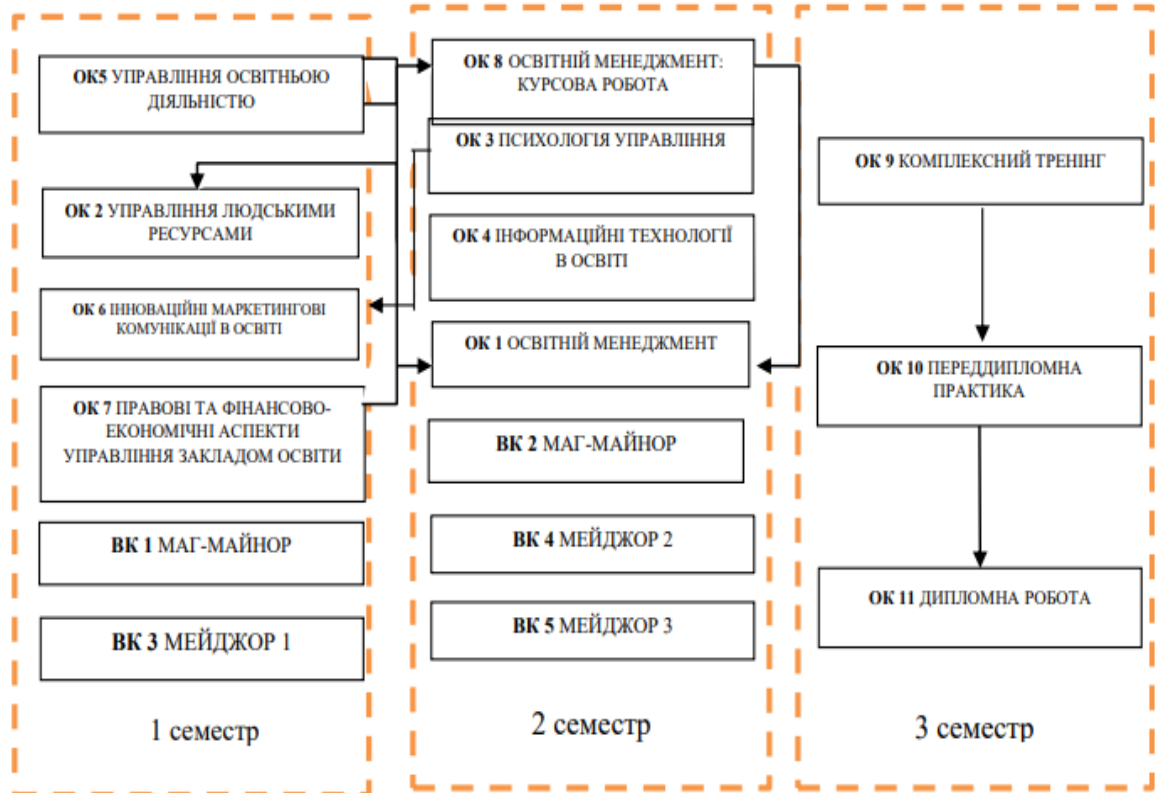 ОК5 УПРАВЛІННЯ ОСВІТНЬОЮ
ДІЯЛЬНІСТЮ
ОК 2 УПРАВЛІННЯ ЛЮДСЬКИМИ
РЕСУРСАМИ
ОК 6 ІННОВАЦІЙНІ МАРКЕТИНГОВІ
КОМУНІКАЦІЇ В ОСВІТІ
ОК 7 ПРАВОВІ ТА ФІНАНСОВО-
ЕКОНОМІЧНІ АСПЕКТИ
УПРАВЛІННЯ ЗАКЛАДОМ ОСВІТИ
ВК 1 МАГ-МАЙНОР
ВК 3 МЕЙДЖОР 1
1 семестр
ОК 8 ОСВІТНІЙ МЕНЕДЖМЕНТ:
КУРСОВА РОБОТА
ОК 3 ПСИХОЛОГІЯ УПРАВЛІННЯ
ОК 4 ІНФОРМАЦІЙНІ ТЕХНОЛОГІЇ
В ОСВІТІ
ОК 1 ОСВІТНІЙ МЕНЕДЖМЕНТ
ВК 2 МАГ-МАЙНОР
ВК 4 МЕЙДЖОР 2
ВК 5 МЕЙДЖОР 3
2 семестр
ОК 9 КОМПЛЕКСНИЙ ТРЕНІНГ
ОК 10 ПЕРЕДДИПЛОМНА
ПРАКТИКА
ОК 11 ДИПЛОМНА РОБОТА
3 семестр